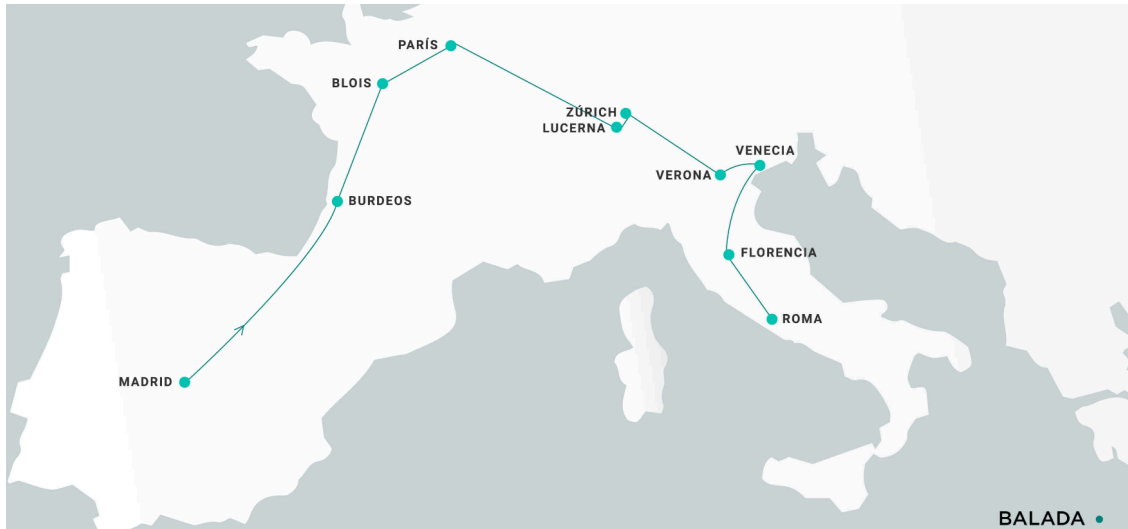 PARÍS
BLOIS
ZÚRICH
LUCERNA
VENECIA
VERONA
BURDEOS
FLORENCIA
ROMA
MADRID
BALADA